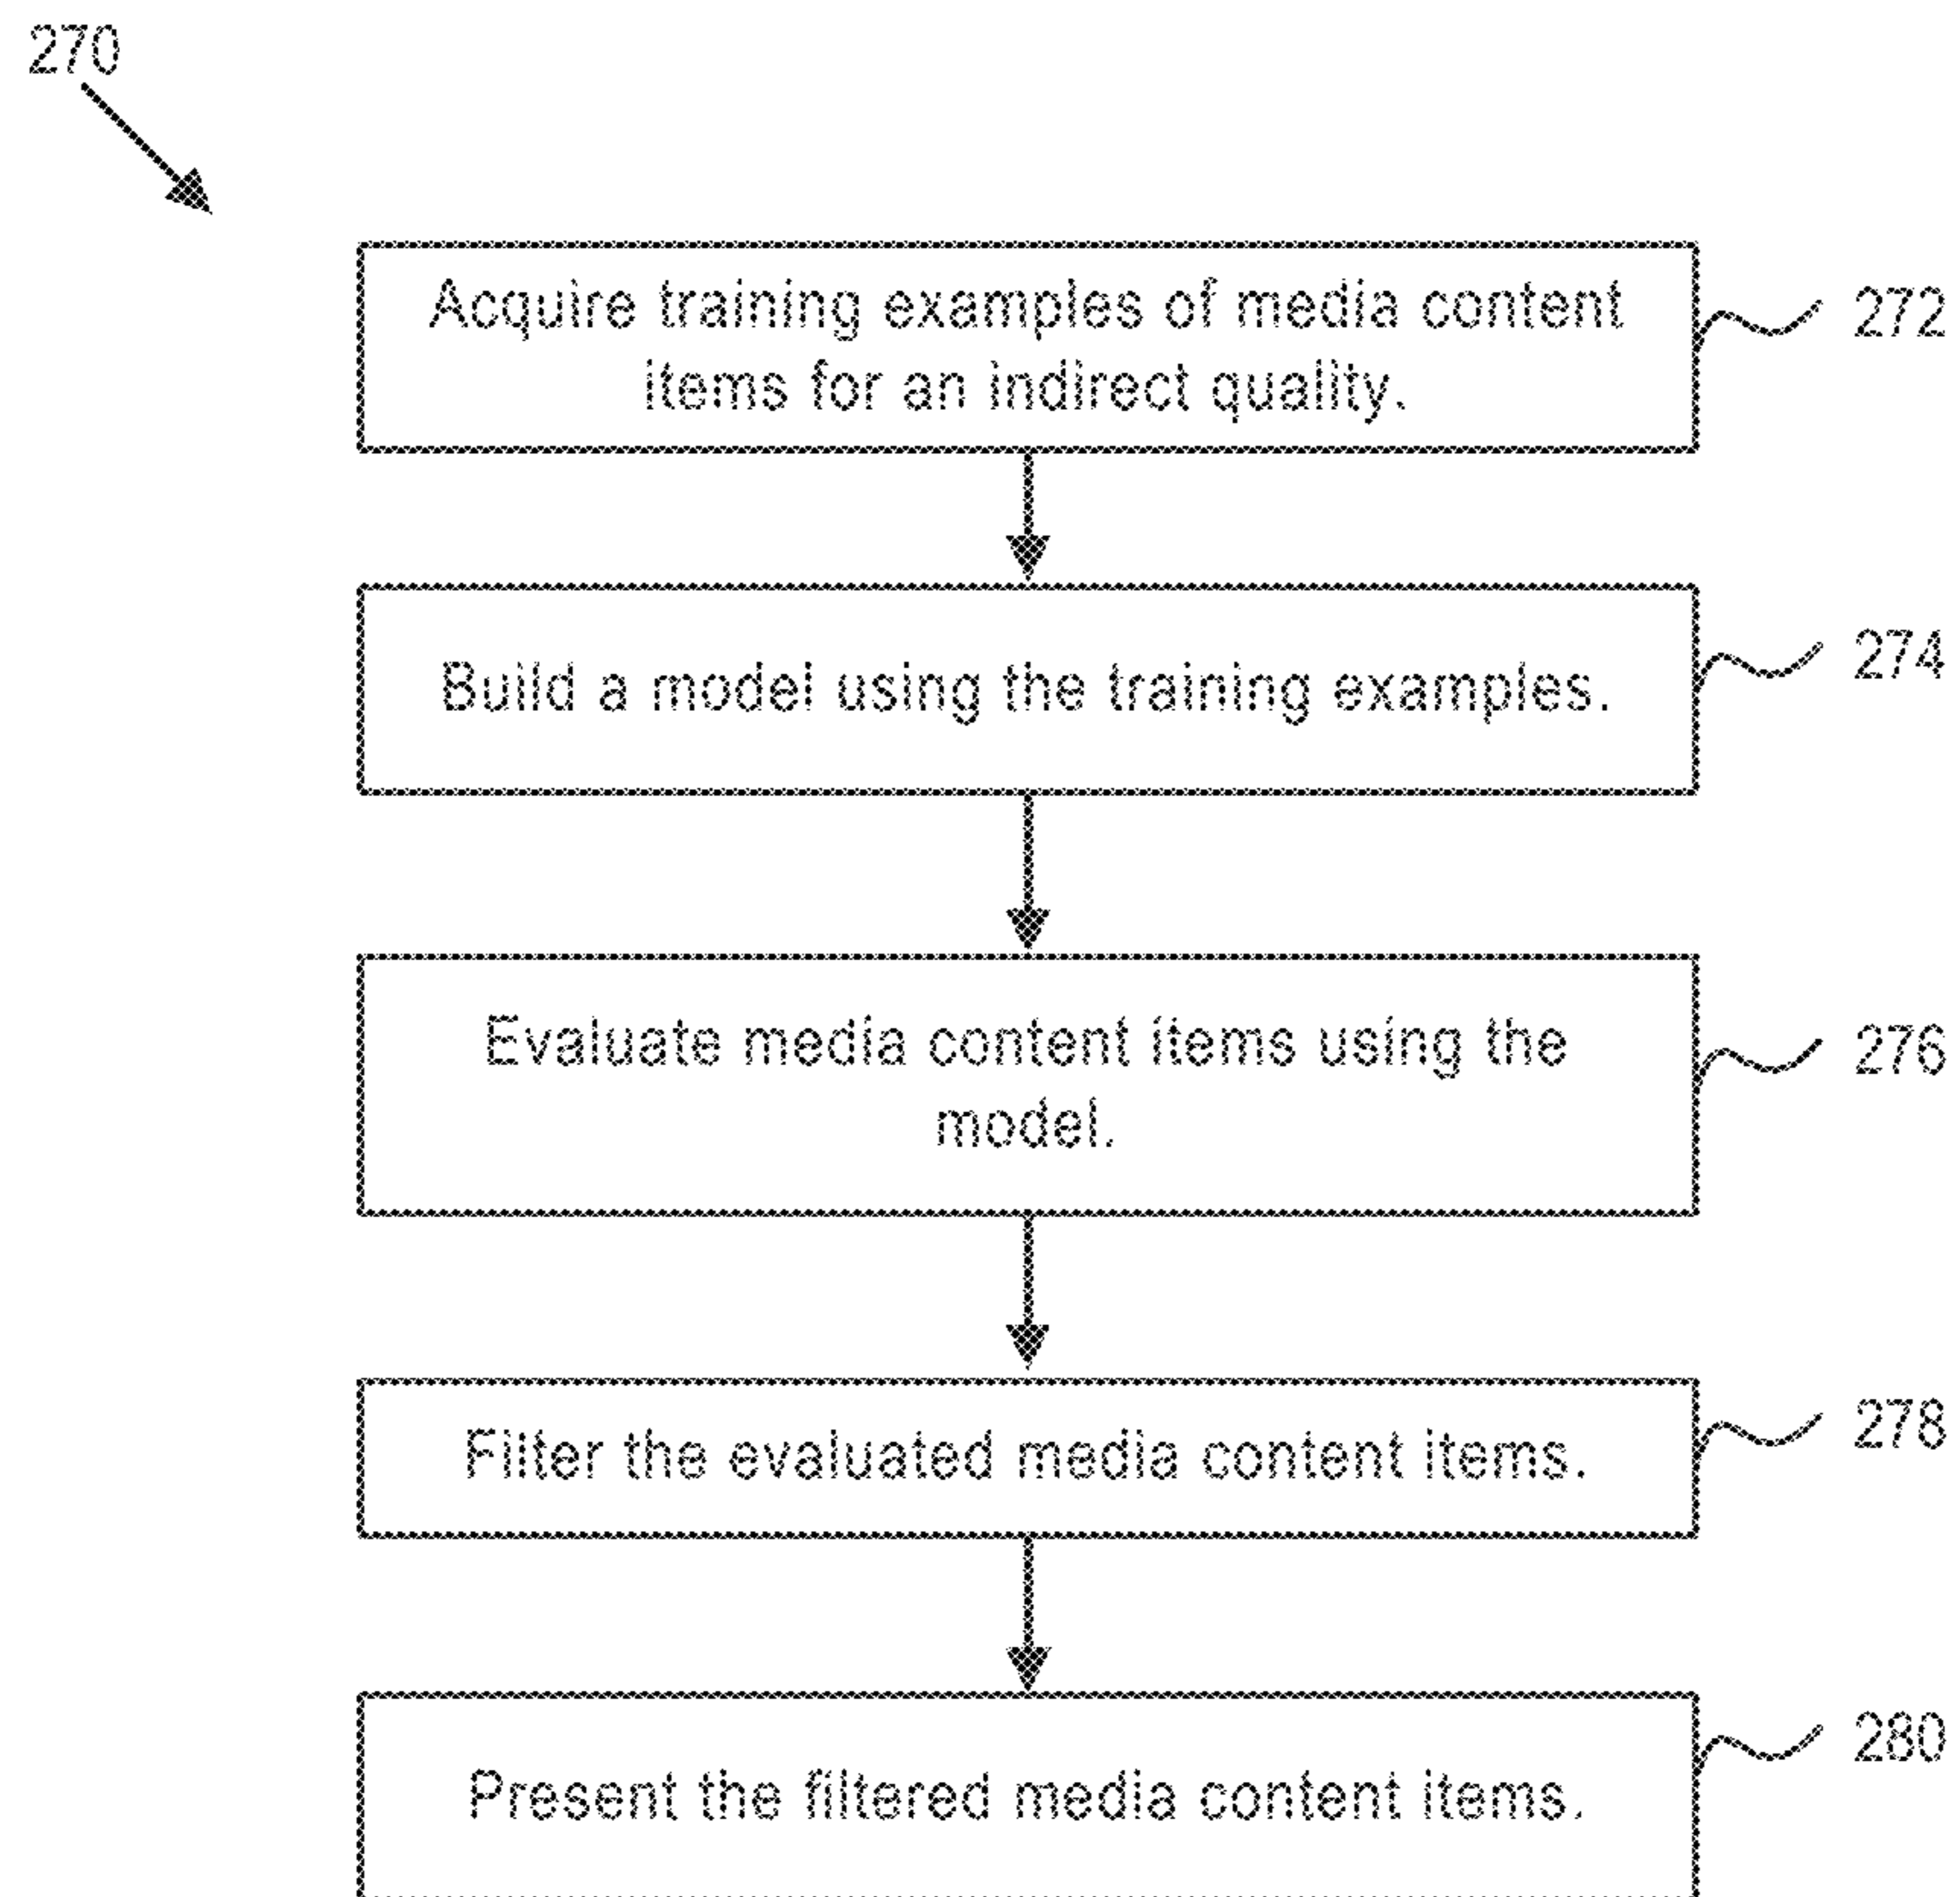 270
Acquire training examples of media content
items for an indirect quality.
272
Build a model using the training examples.
274
Evaluate media content items using the
model.
276
Filter the evaluated media content items.
278
Present the filtered media content items.
280